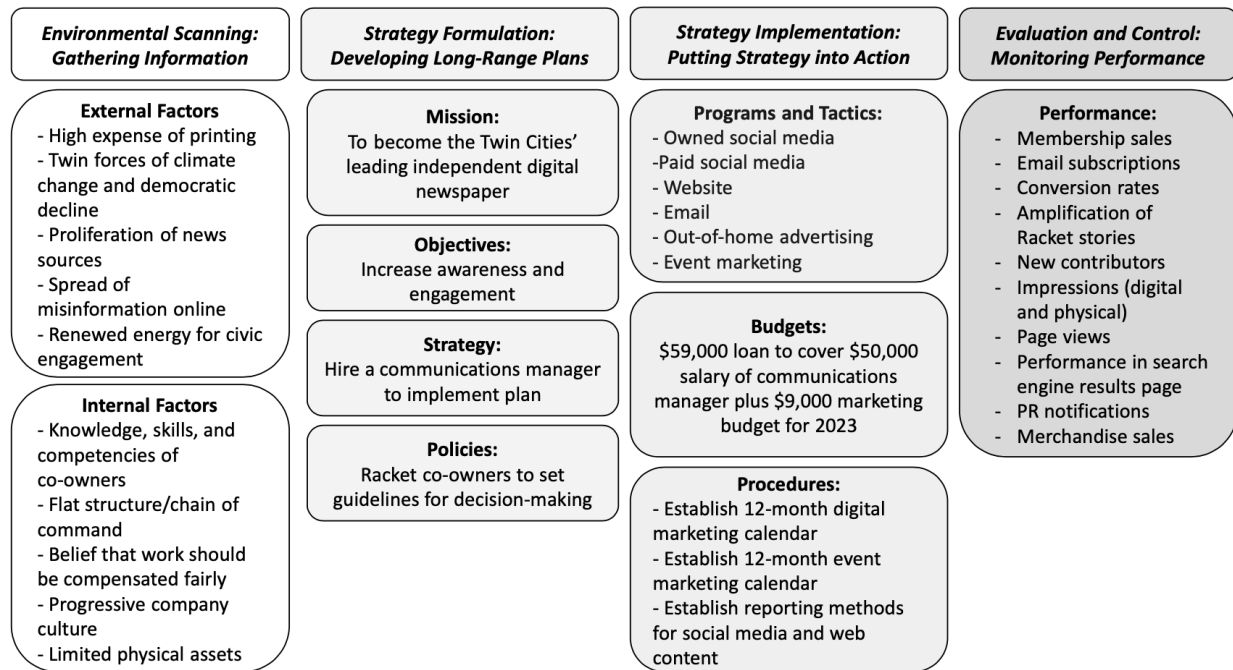 Environmental Scanning:
Gathering Information
External Factors
- High expense of printing
- Twin forces of climate
change and democratic
decline
- Proliferation of news
sources
- Spread of
misinformation online
- Renewed energy for civic
engagement
Internal Factors
- Knowledge, skills, and
competencies of
co-owners
- Flat structure/chain of
command
- Belief that work should
be compensated fairly
- Progressive company
culture
- Limited physical assets
Strategy Formulation:
Developing Long-Range Plans
Mission:
To become the Twin Cities’
leading independent digital
newspaper
Objectives:
Increase awareness and
engagement
Strategy:
Hire a communications manager
to implement plan
Policies:
Racket co-owners to set
guidelines for decision-making
Strategy Implementation:
Putting Strategy into Action
Programs and Tactics:
- Owned social media
-Paid social media
- Website
- Email
- Out-of-home advertising
- Event marketing
Budgets:
$59,000 loan to cover $50,000
salary of communications
manager plus $9,000 marketing
budget for 2023
Procedures:
- Establish 12-month digital
marketing calendar
- Establish 12-month event
marketing calendar
- Establish reporting methods
for social media and web
content
Evaluation and Control:
Monitoring Performance
Performance:
- Membership sales
- Email subscriptions
- Conversion rates
- Amplification of
Racket stories
- New contributors
- Impressions (digital
and physical)
- Page views
- Performance in search
engine results page
- PR notifications
- Merchandise sales